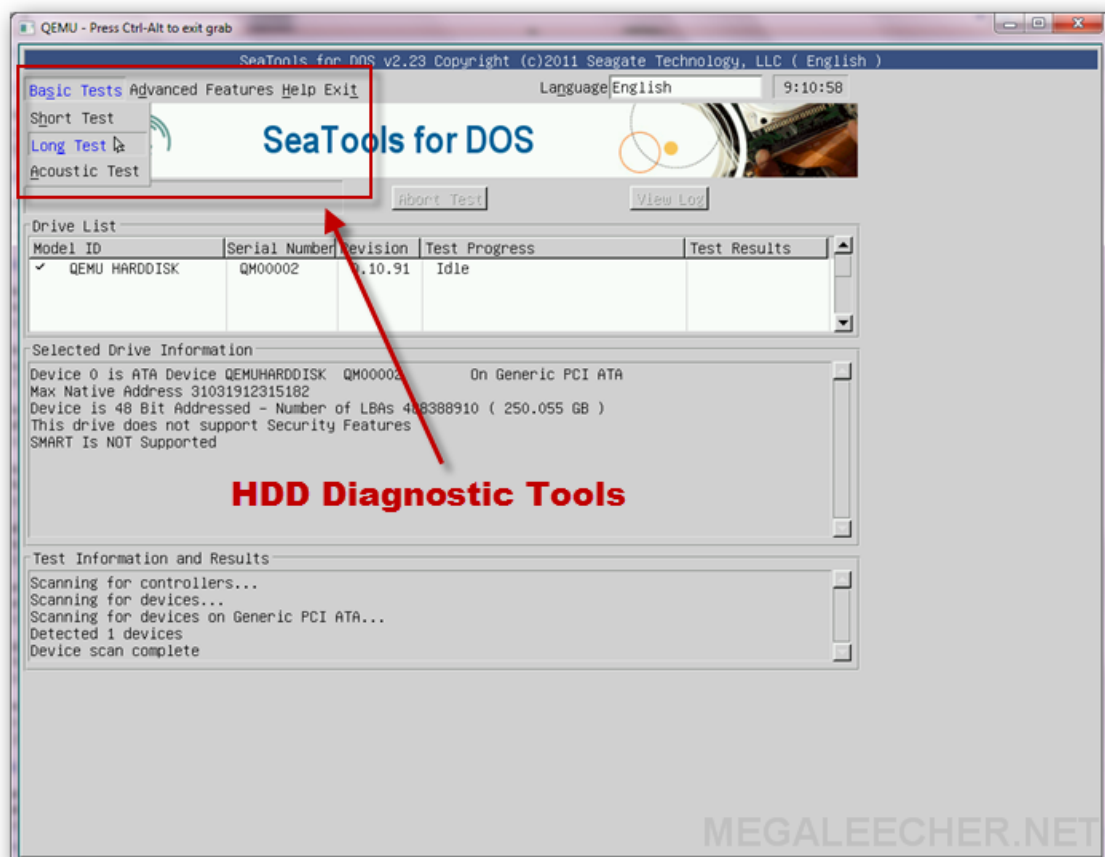 QEMU - Press Ctrl-Alt to exit grab
SeaTools for DOS v2.23 Copyright (c)2011 Seagate Technology, LLC ( English )
Basic Tests Advanced Features Help Exit
Language English 9:10:58
Short Test
Long Test
Acoustic Test
SeaTools for DOS
Abort Test View Log
Drive List
Model ID Serial Number Revision Test Progress Test Results
✓ QEMU HARDDISK QM00002 .10.91 Idle
Selected Drive Information
Device 0 is ATA Device QEMUHARDDISK QM00002 On Generic PCI ATA
Max Native Address 31031912315182
Device is 48 Bit Addressed - Number of LBAs 488388910 ( 250.055 GB )
This drive does not support Security Features
SMART Is NOT Supported
HDD Diagnostic Tools
Test Information and Results
Scanning for controllers...
Scanning for devices...
Scanning for devices on Generic PCI ATA...
Detected 1 devices
Device scan complete
MEGALEECHER.NET